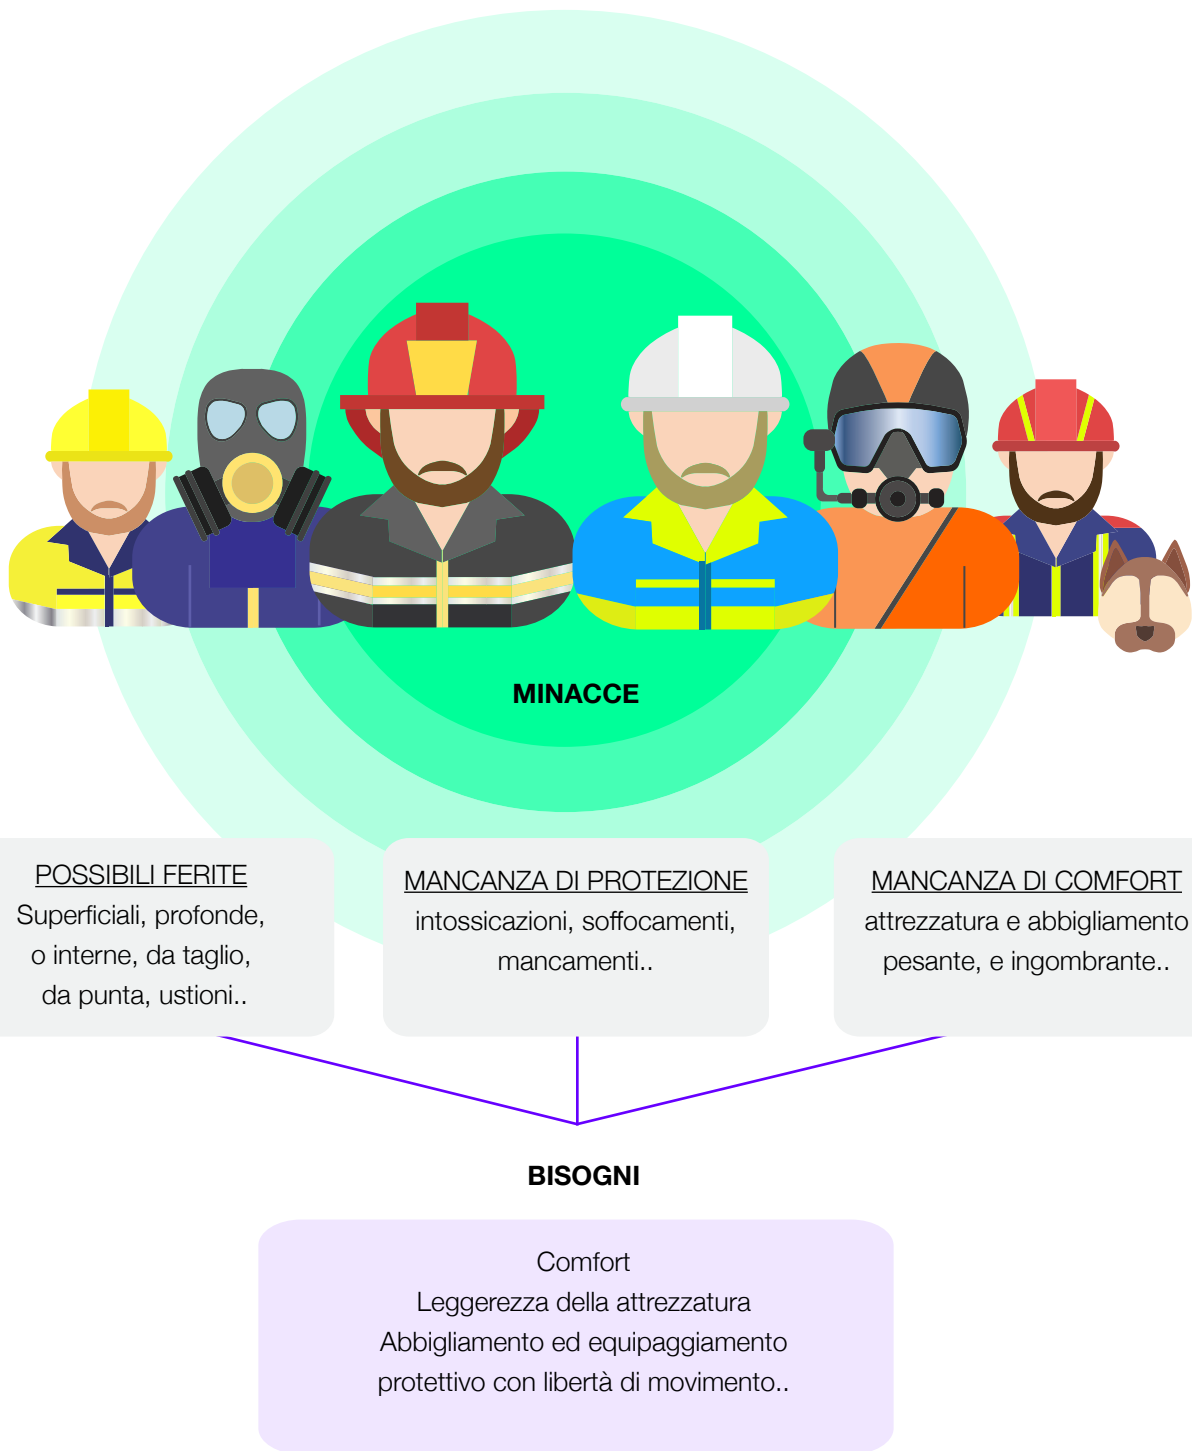 MINACCE
POSSIBILI FERITE
Superficiali, profonde,
o interne, da taglio,
da punta, ustioni..
MANCANZA DI PROTEZIONE
intossicazioni, soffocamenti,
mancamenti..
MANCANZA DI COMFORT
attrezzatura e abbigliamento
pesante, e ingombrante..
BISOGNI
Comfort
Leggerezza della attrezzatura
Abbigliamento ed equipaggiamento
protettivo con libertà di movimento..